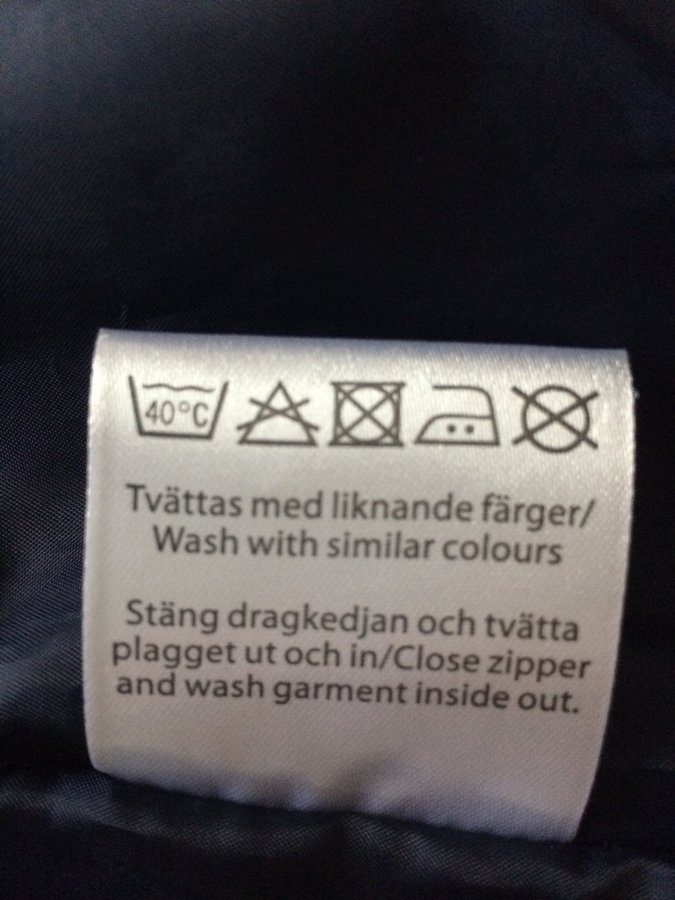 40°C
Tvättas med liknande färger/
Wash with similar colours
Stäng dragkedjan och tvätta
plagget ut och in/Close zipper
and wash garment inside out.